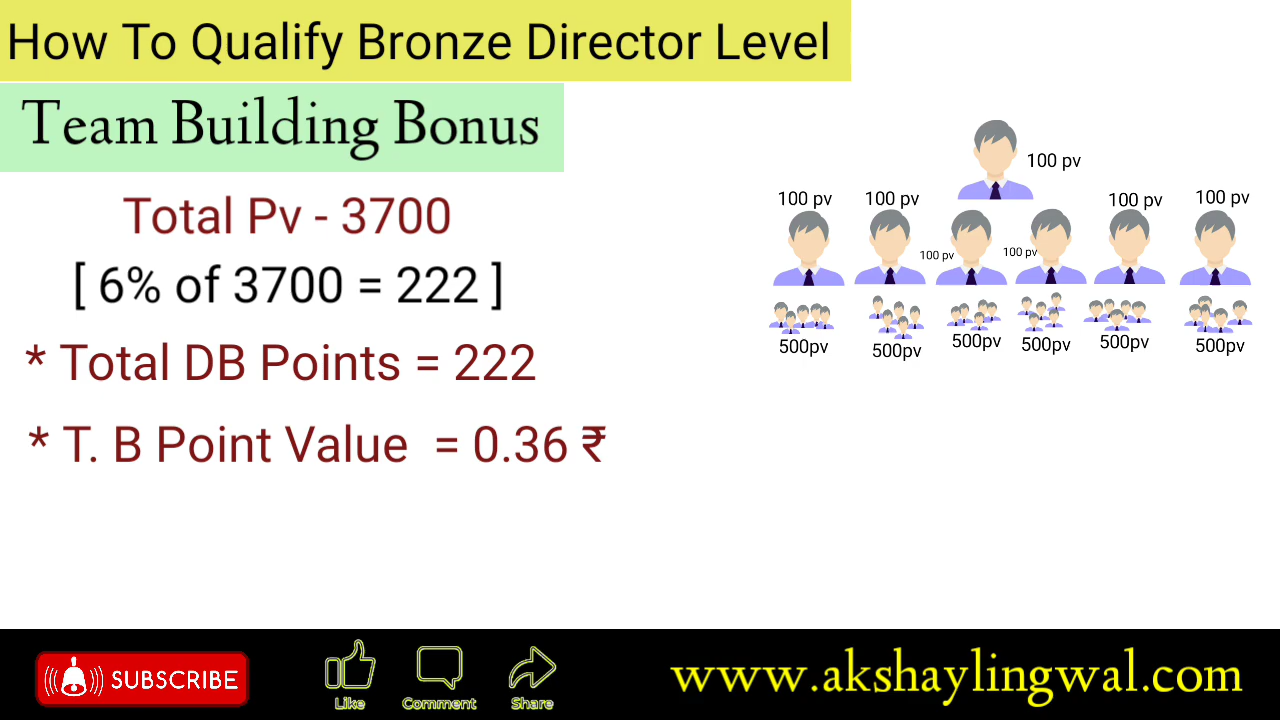 How To Qualify Bronze Director Level
Team Building Bonus
Total Pv - 3700
[ 6% of 3700 = 222 ]
* Total DB Points = 222
* T. B Point Value = 0.36 ₹
100 pv
100 pv
100 pv
100 pv
100 pv
100 pv
100 pv
500pv
500pv
500pv
500pv
500pv
500pv
SUBSCRIBE
Like
Comment
Share
www.akshaylingwal.com